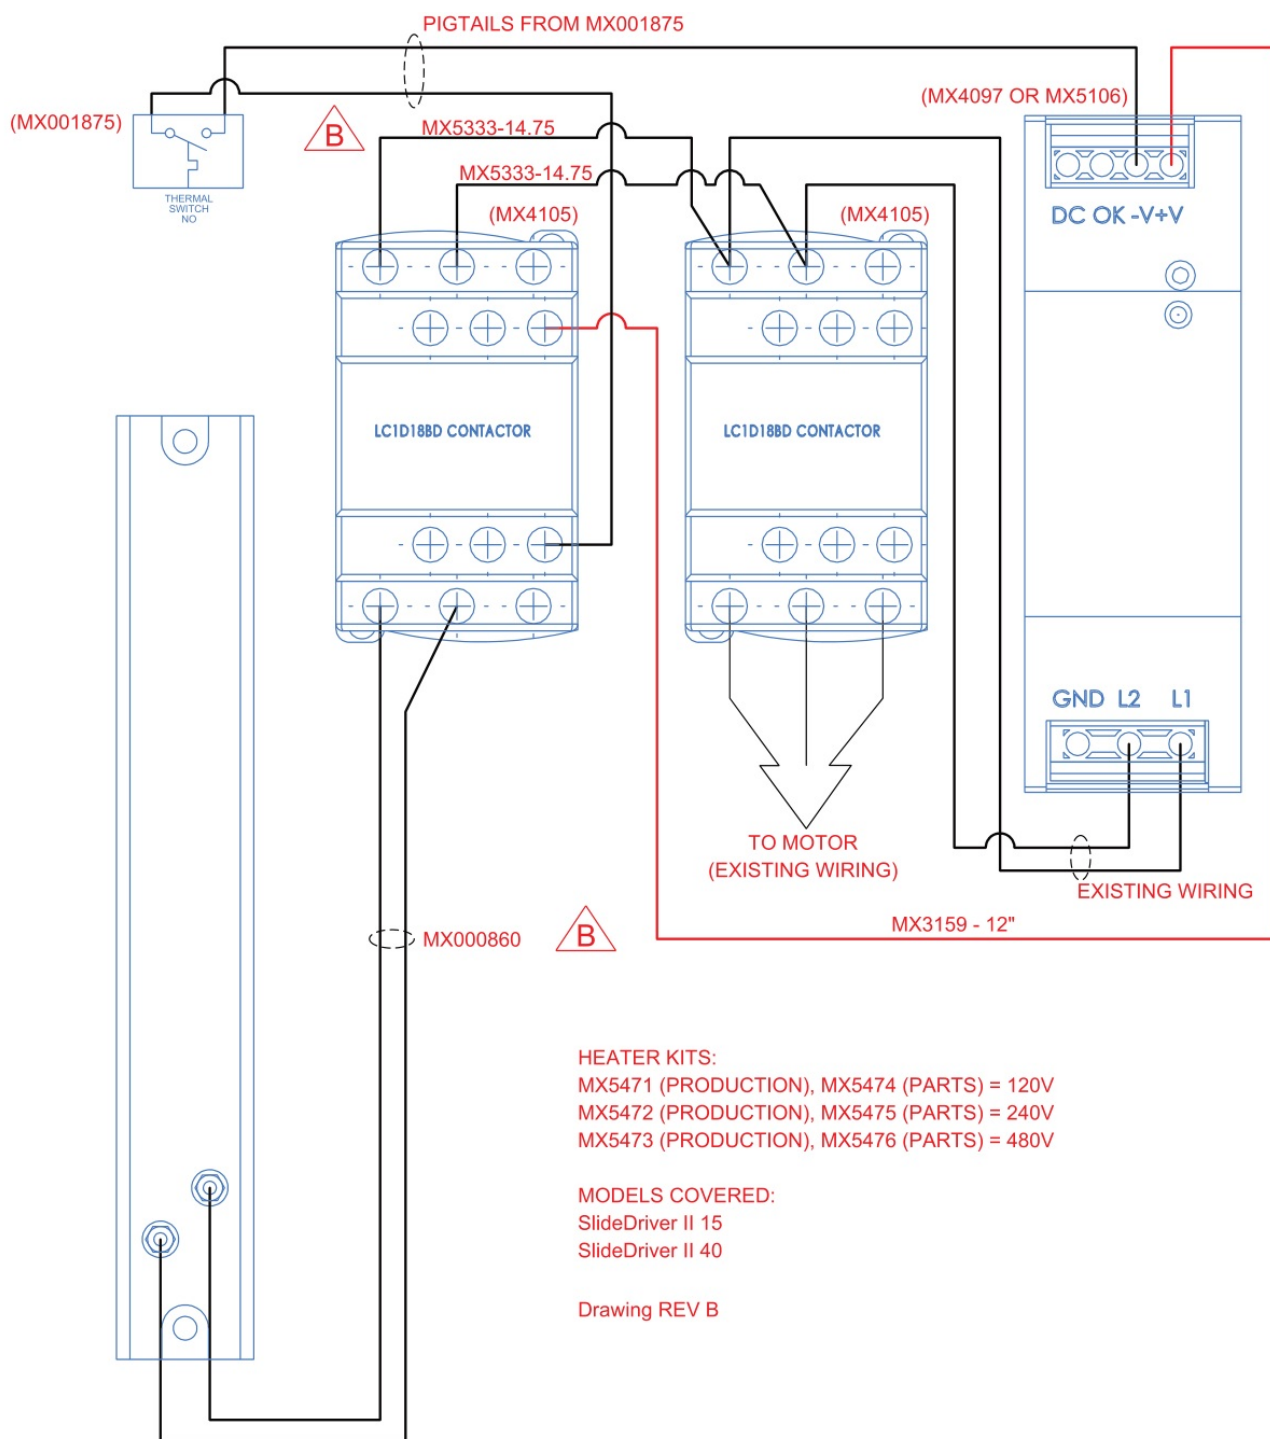 PIGTAILS FROM MX001875
(MX4097 OR MX5106)
(MX001875)
B
MX5333-14.75
MX5333-14.75
THERMAL
SWITCH
NO
(MX4105)
(MX4105)
DC OK -V+V
LC1D18BD CONTACTOR
LC1D18BD CONTACTOR
GND L2 L1
TO MOTOR
(EXISTING WIRING)
EXISTING WIRING
MX3159 - 12"
B
MX000860
HEATER KITS:
MX5471 (PRODUCTION), MX5474 (PARTS) = 120V
MX5472 (PRODUCTION), MX5475 (PARTS) = 240V
MX5473 (PRODUCTION), MX5476 (PARTS) = 480V
MODELS COVERED:
SlideDriver II 15
SlideDriver II 40
Drawing REV B